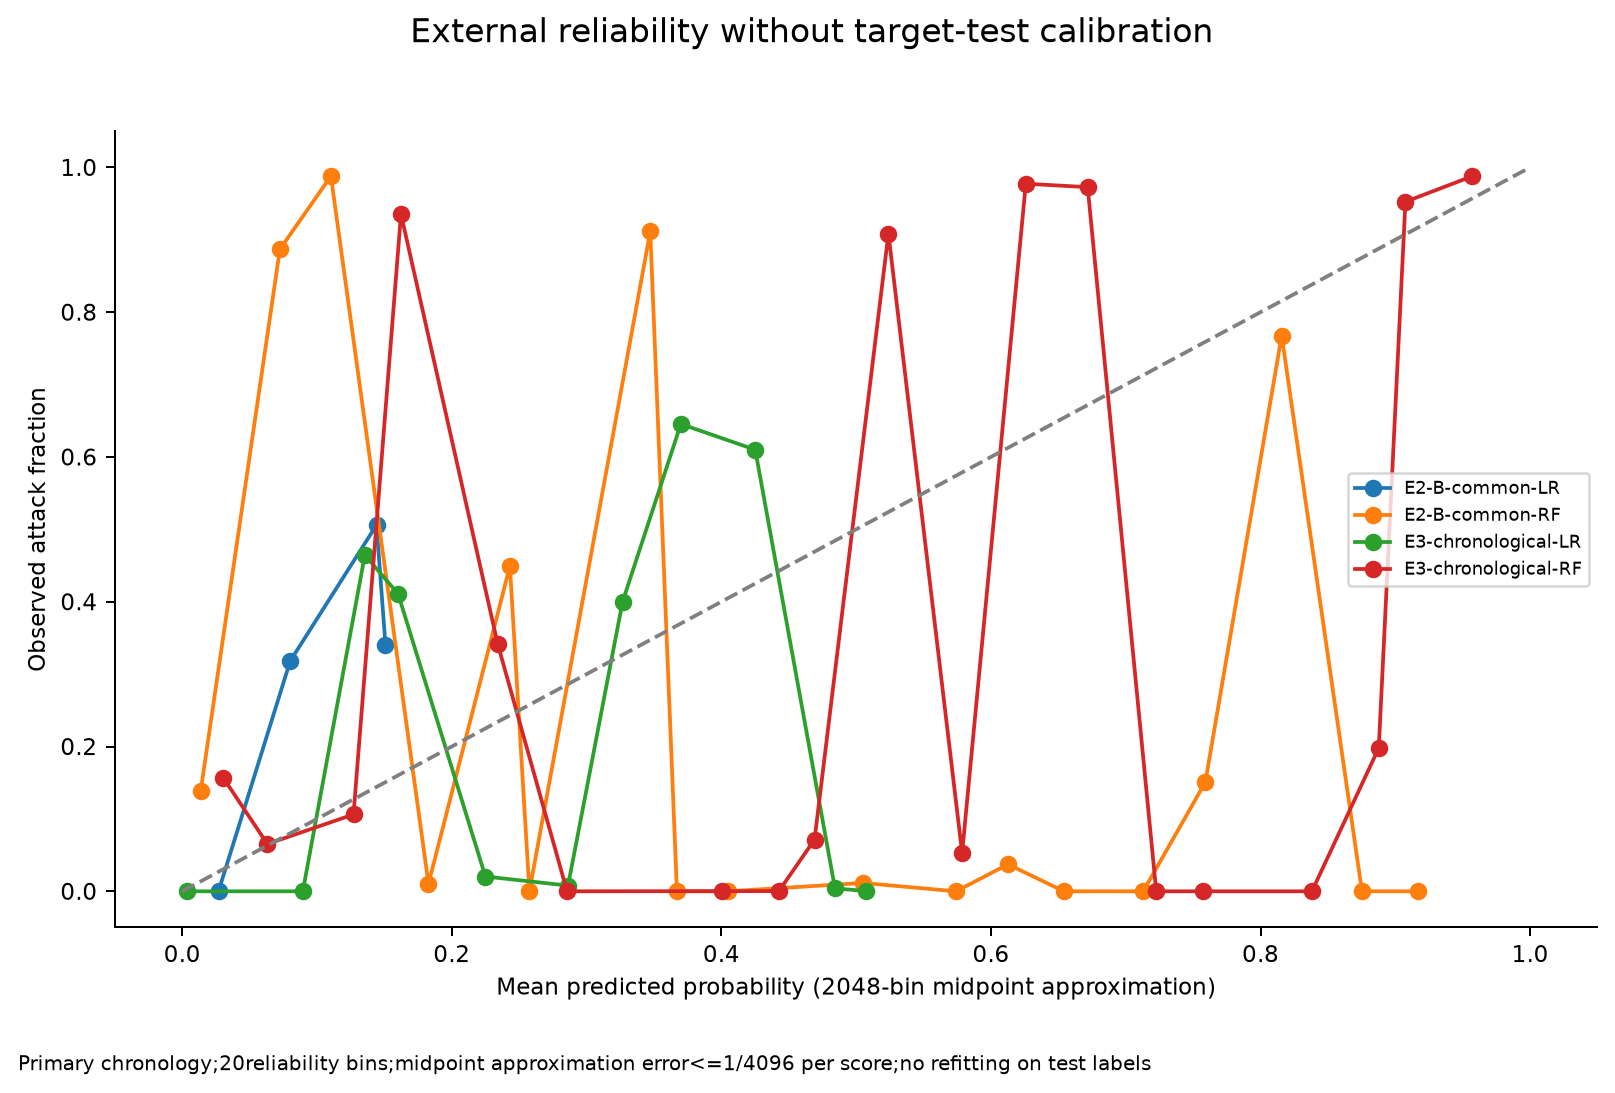 External reliability without target-test calibration
1.0
0.8
0.6
0.4
0.2
0.0
Observed attack fraction
E2-B-common-LR
E2-B-common-RF
E3-chronological-LR
E3-chronological-RF
0.0 0.2 0.4 0.6 0.8 1.0
Mean predicted probability (2048-bin midpoint approximation)
Primary chronology;20reliability bins;midpoint approximation error<=1/4096 per score;no refitting on test labels